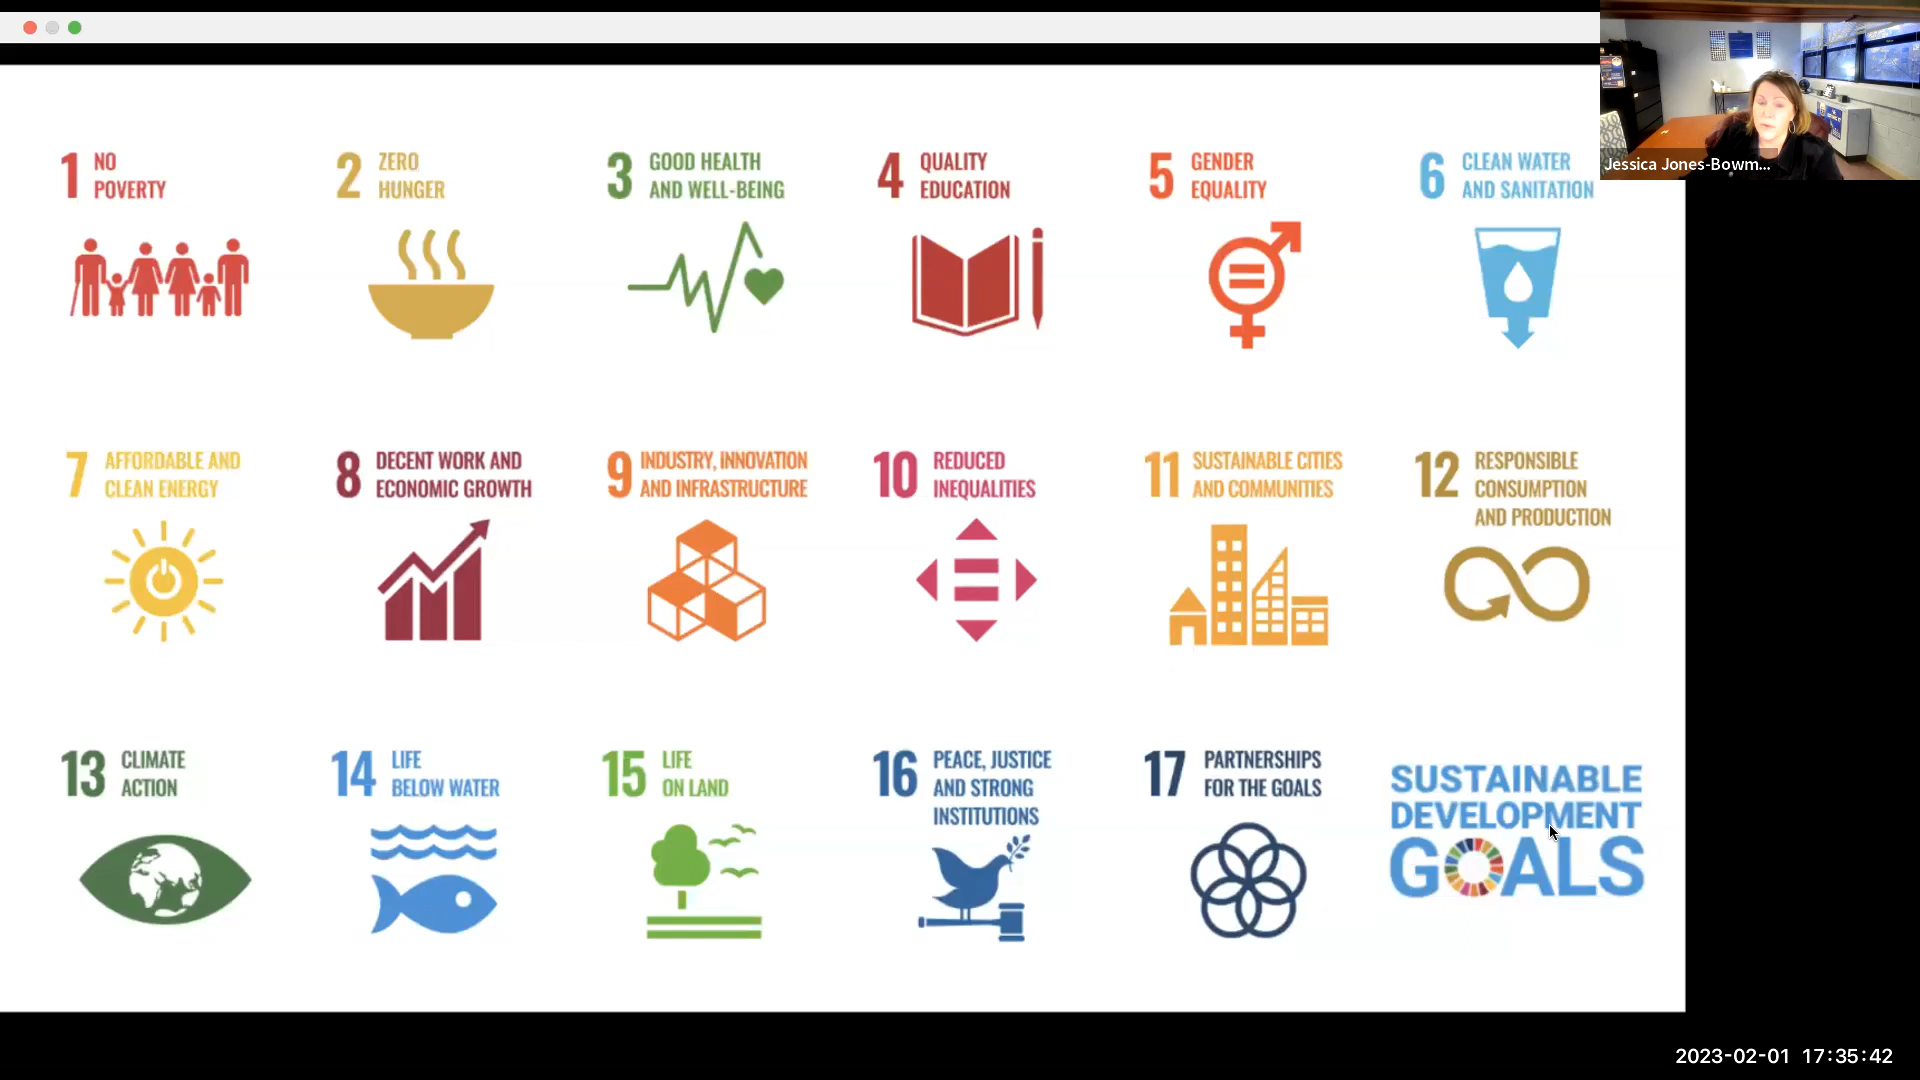 1 NO
POVERTY
2 ZERO
HUNGER
3 GOOD HEALTH
AND WELL-BEING
4 QUALITY
EDUCATION
5 GENDER
EQUALITY
6 CLEAN WATER
AND SANITATION
Jessica Jones-Bowm...
7 AFFORDABLE AND
CLEAN ENERGY
8 DECENT WORK AND
ECONOMIC GROWTH
9 INDUSTRY, INNOVATION
AND INFRASTRUCTURE
10 REDUCED
INEQUALITIES
11 SUSTAINABLE CITIES
AND COMMUNITIES
12 RESPONSIBLE
CONSUMPTION
AND PRODUCTION
13 CLIMATE
ACTION
14 LIFE
BELOW WATER
15 LIFE
ON LAND
16 PEACE, JUSTICE
AND STRONG
INSTITUTIONS
17 PARTNERSHIPS
FOR THE GOALS
SUSTAINABLE
DEVELOPMENT
GOALS
2023-02-01 17:35:42